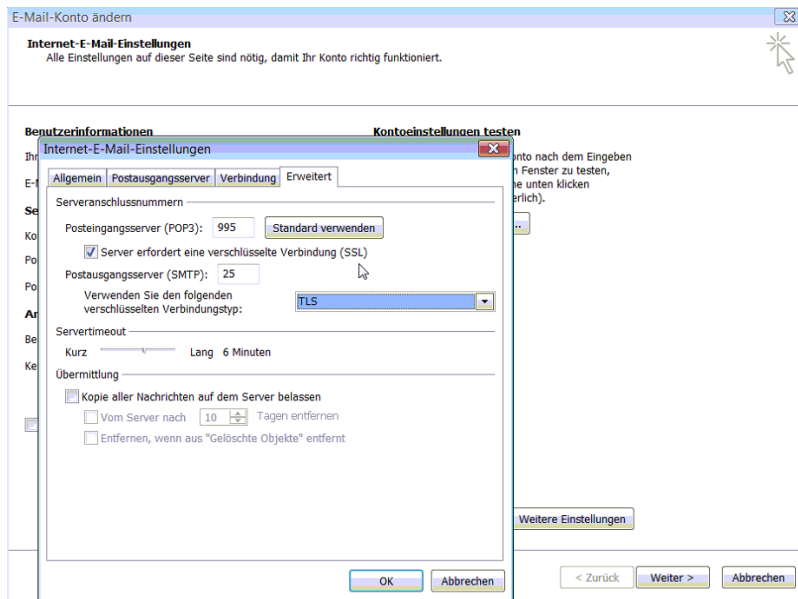 E-Mail-Konto ändern
Internet-E-Mail-Einstellungen
Alle Einstellungen auf dieser Seite sind nötig, damit Ihr Konto richtig funktioniert.
Benutzerinformationen
Kontoeinstellungen testen
nach dem Eingeben
Fenster zu testen,
unten klicken
Internet-E-Mail-Einstellungen
Allgemein
Postausgangsserver
Verbindung
Erweitert
Serveranschlussnummern
Posteingangsserver (POP3): 995 Standard verwenden
Server erfordert eine verschlüsselte Verbindung (SSL)
Postausgangsserver (SMTP): 25
Verwenden Sie den folgenden
verschlüsselten Verbindungstyp:
TLS
Servertimeout
Kurz Lang 6 Minuten
Übermittlung
Kopie aller Nachrichten auf dem Server belassen
Vom Server nach 10 Tagen entfernen
Entfernen, wenn aus "Gelöschte Objekte" entfernt
OK Abbrechen
Weitere Einstellungen
< Zurück Weiter > Abbrechen